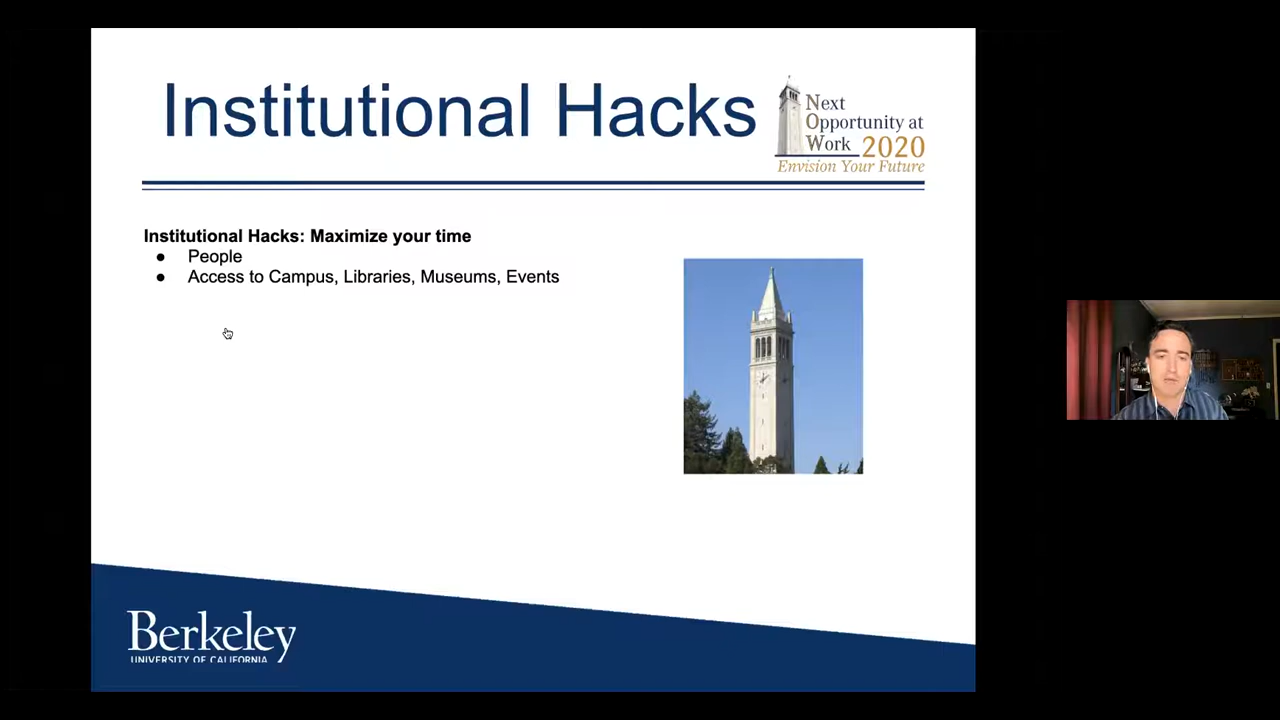 Institutional Hacks
Next
Opportunity at
Work 2020
Envision Your Future
Institutional Hacks: Maximize your time
● People
● Access to Campus, Libraries, Museums, Events
Berkeley
UNIVERSITY OF CALIFORNIA